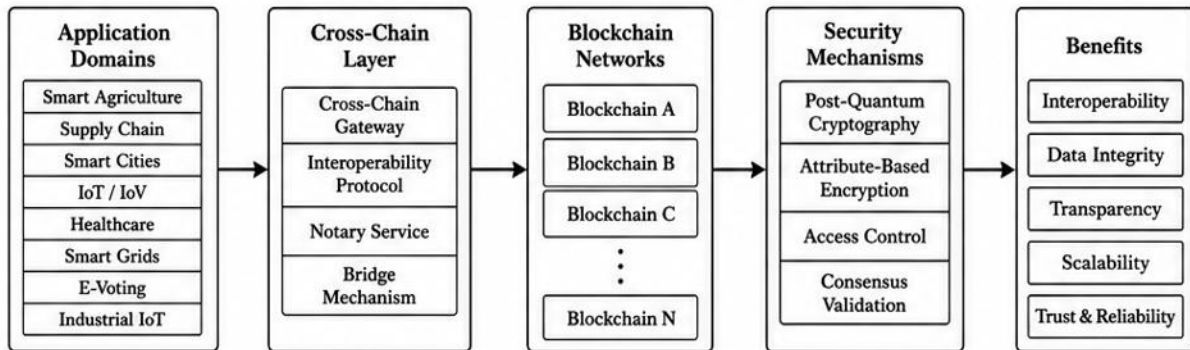 Application
Domains
Smart Agriculture
Supply Chain
Smart Cities
IoT / IoV
Healthcare
Smart Grids
E-Voting
Industrial IoT
Cross-Chain
Layer
Cross-Chain
Gateway
Interoperability
Protocol
Notary Service
Bridge
Mechanism
Blockchain
Networks
Blockchain A
Blockchain B
Blockchain C
Blockchain N
Security
Mechanisms
Post-Quantum
Cryptography
Attribute-Based
Encryption
Access Control
Consensus
Validation
Benefits
Interoperability
Data Integrity
Transparency
Scalability
Trust & Reliability